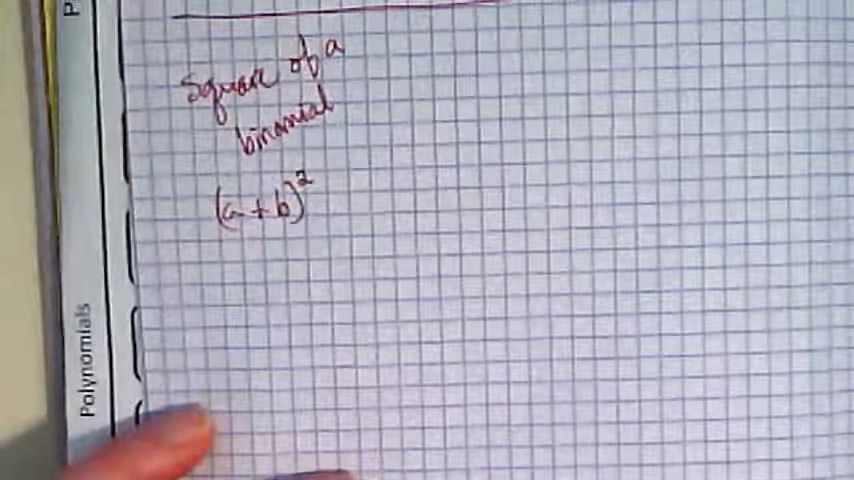 P
Square of a
binomial
(a+b)²
Polynomials